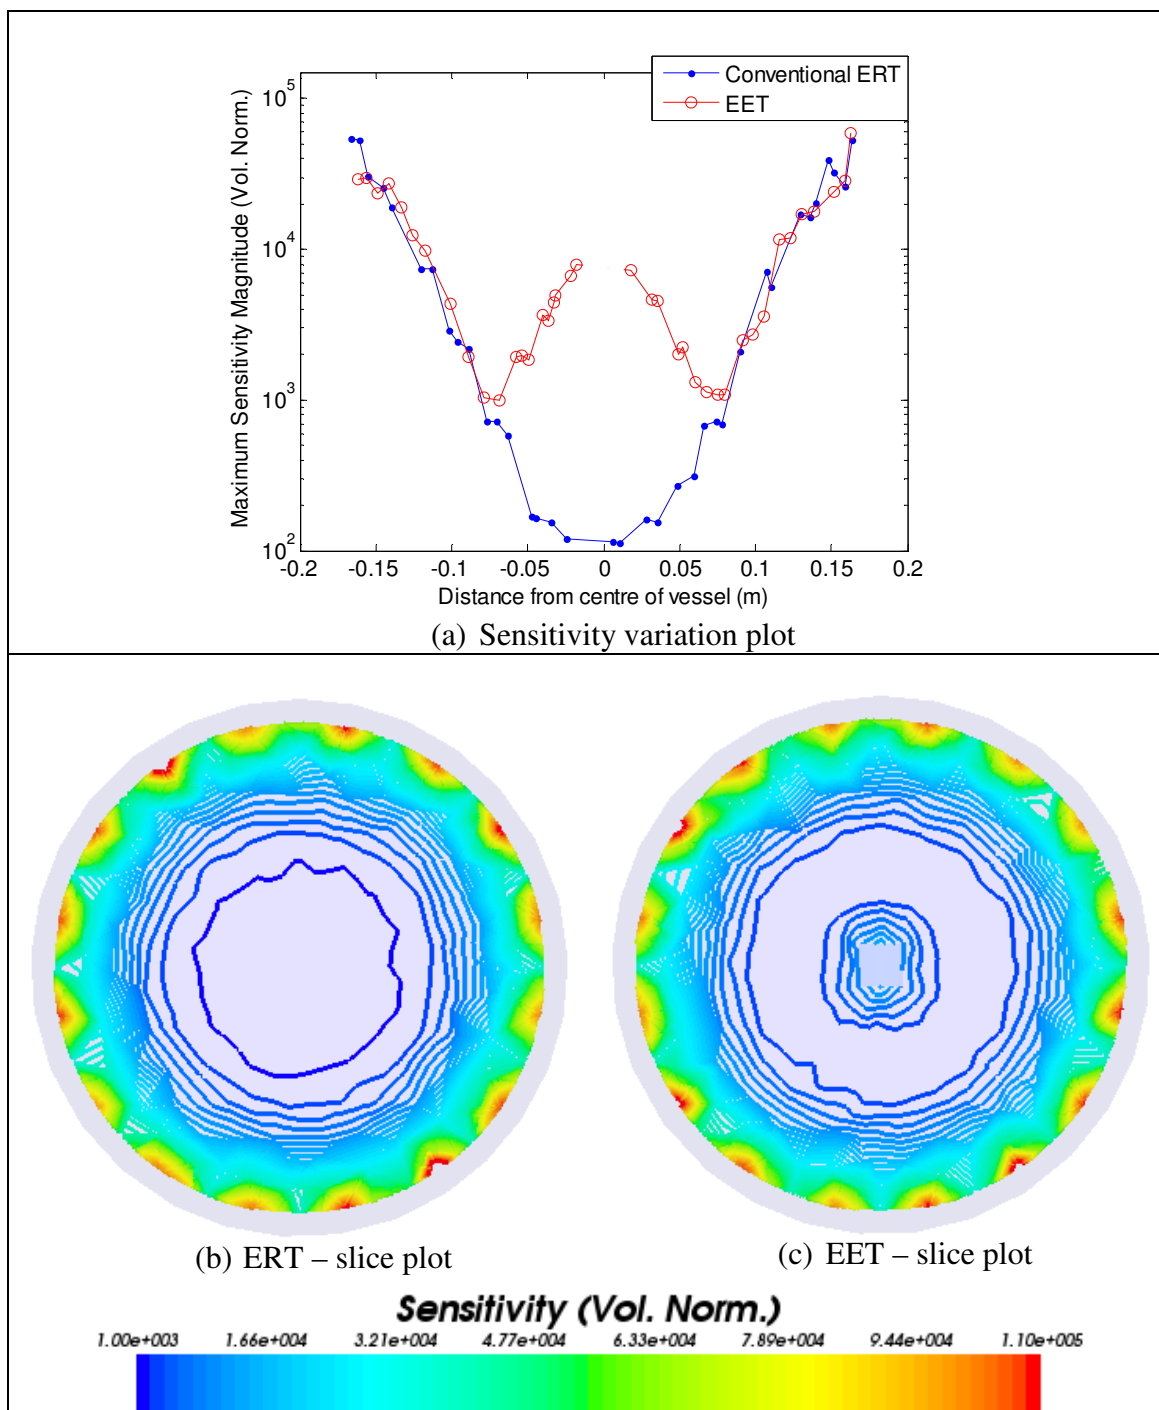 Conventional ERT
EET
10^5
10^4
10^3
10^2
Maximum Sensitivity Magnitude (Vol. Norm.)
-0.2 -0.15 -0.1 -0.05 0 0.05 0.1 0.15 0.2
Distance from centre of vessel (m)
(a) Sensitivity variation plot
(b) ERT – slice plot
(c) EET – slice plot
Sensitivity (Vol. Norm.)
1.00e+003 1.66e+004 3.21e+004 4.77e+004 6.33e+004 7.89e+004 9.44e+004 1.10e+005